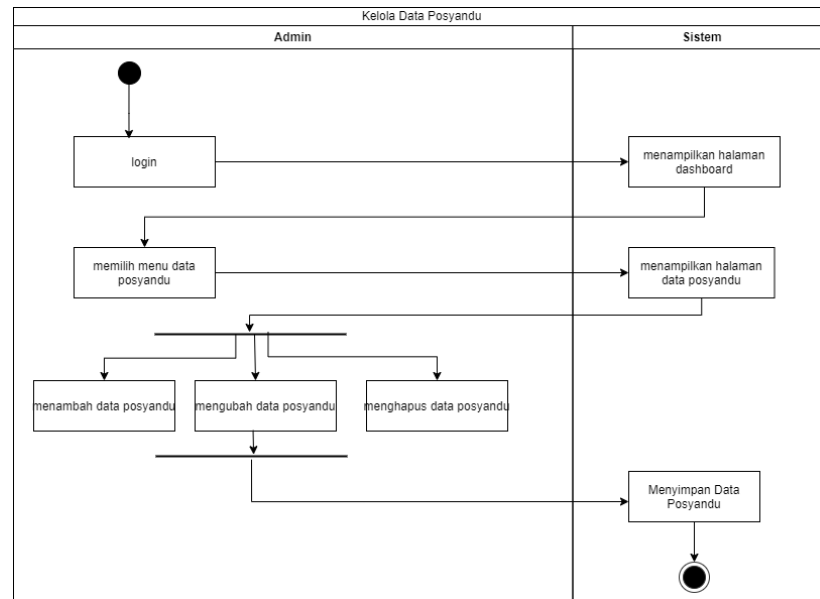 Kelola Data Posyandu
Admin
Sistem
login
menampilkan halaman
dashboard
memilih menu data
posyandu
menampilkan halaman
data posyandu
menambah data posyandu
mengubah data posyandu
menghapus data posyandu
Menyimpan Data
Posyandu